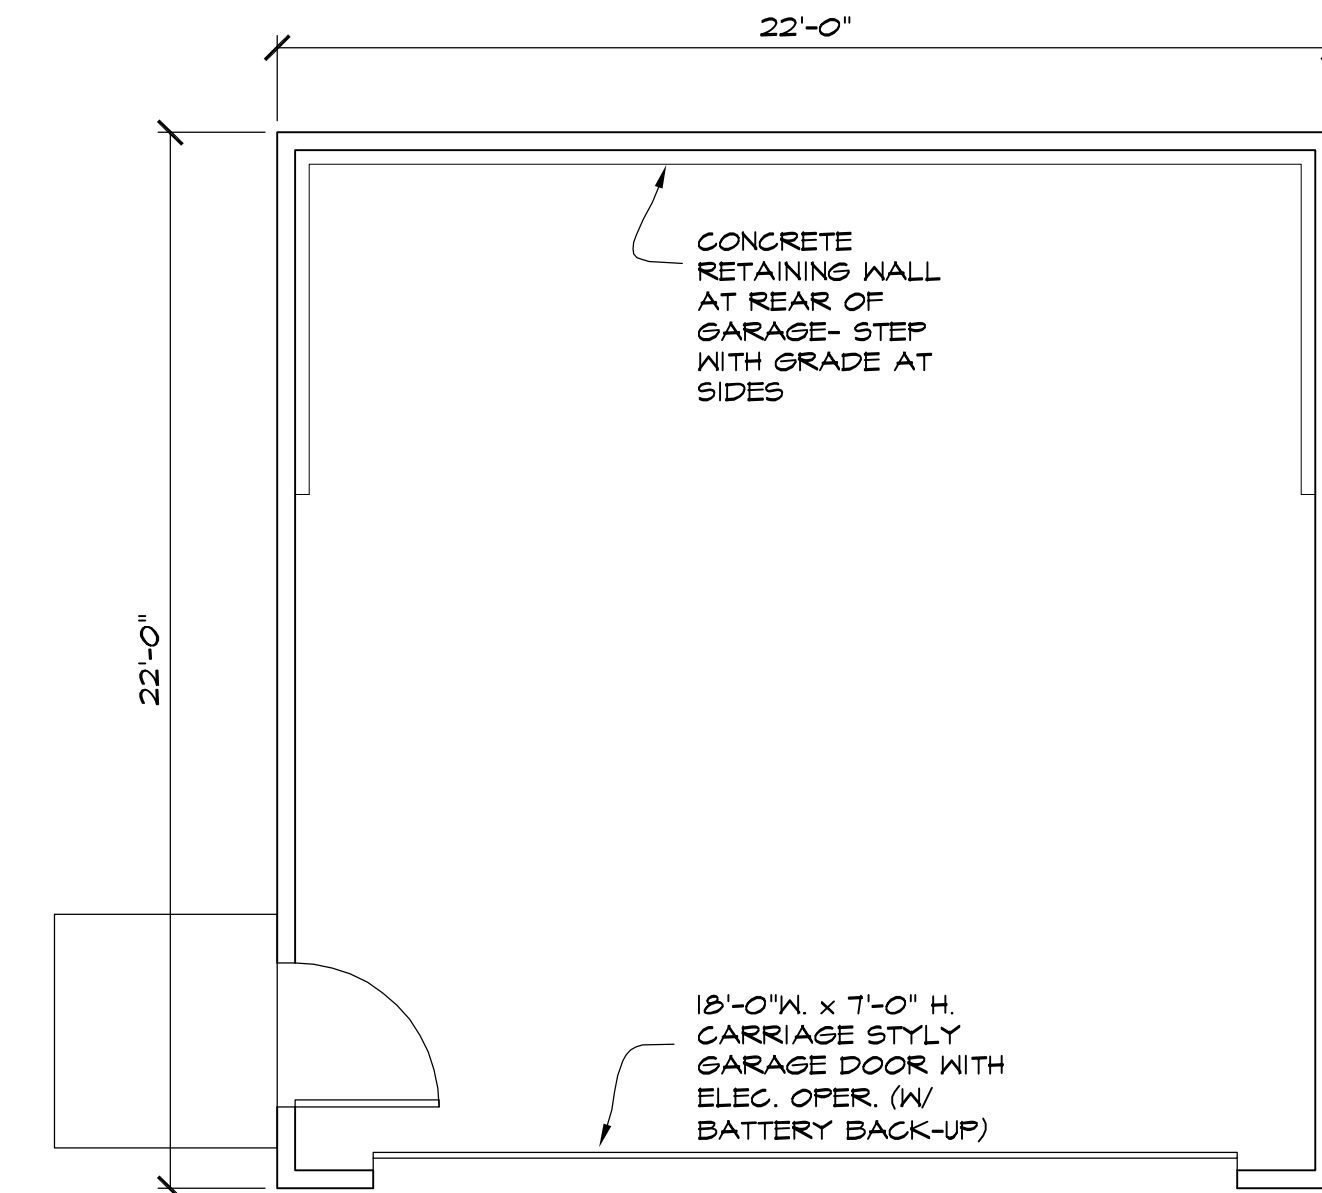 22'-0"
CONCRETE
RETAINING WALL
AT REAR OF
GARAGE- STEP
WITH GRADE AT
SIDES
22'-0"
18'-0"W. x 7'-0" H.
CARRIAGE STYLY
GARAGE DOOR WITH
ELEC. OPER. (W/
BATTERY BACK-UP)